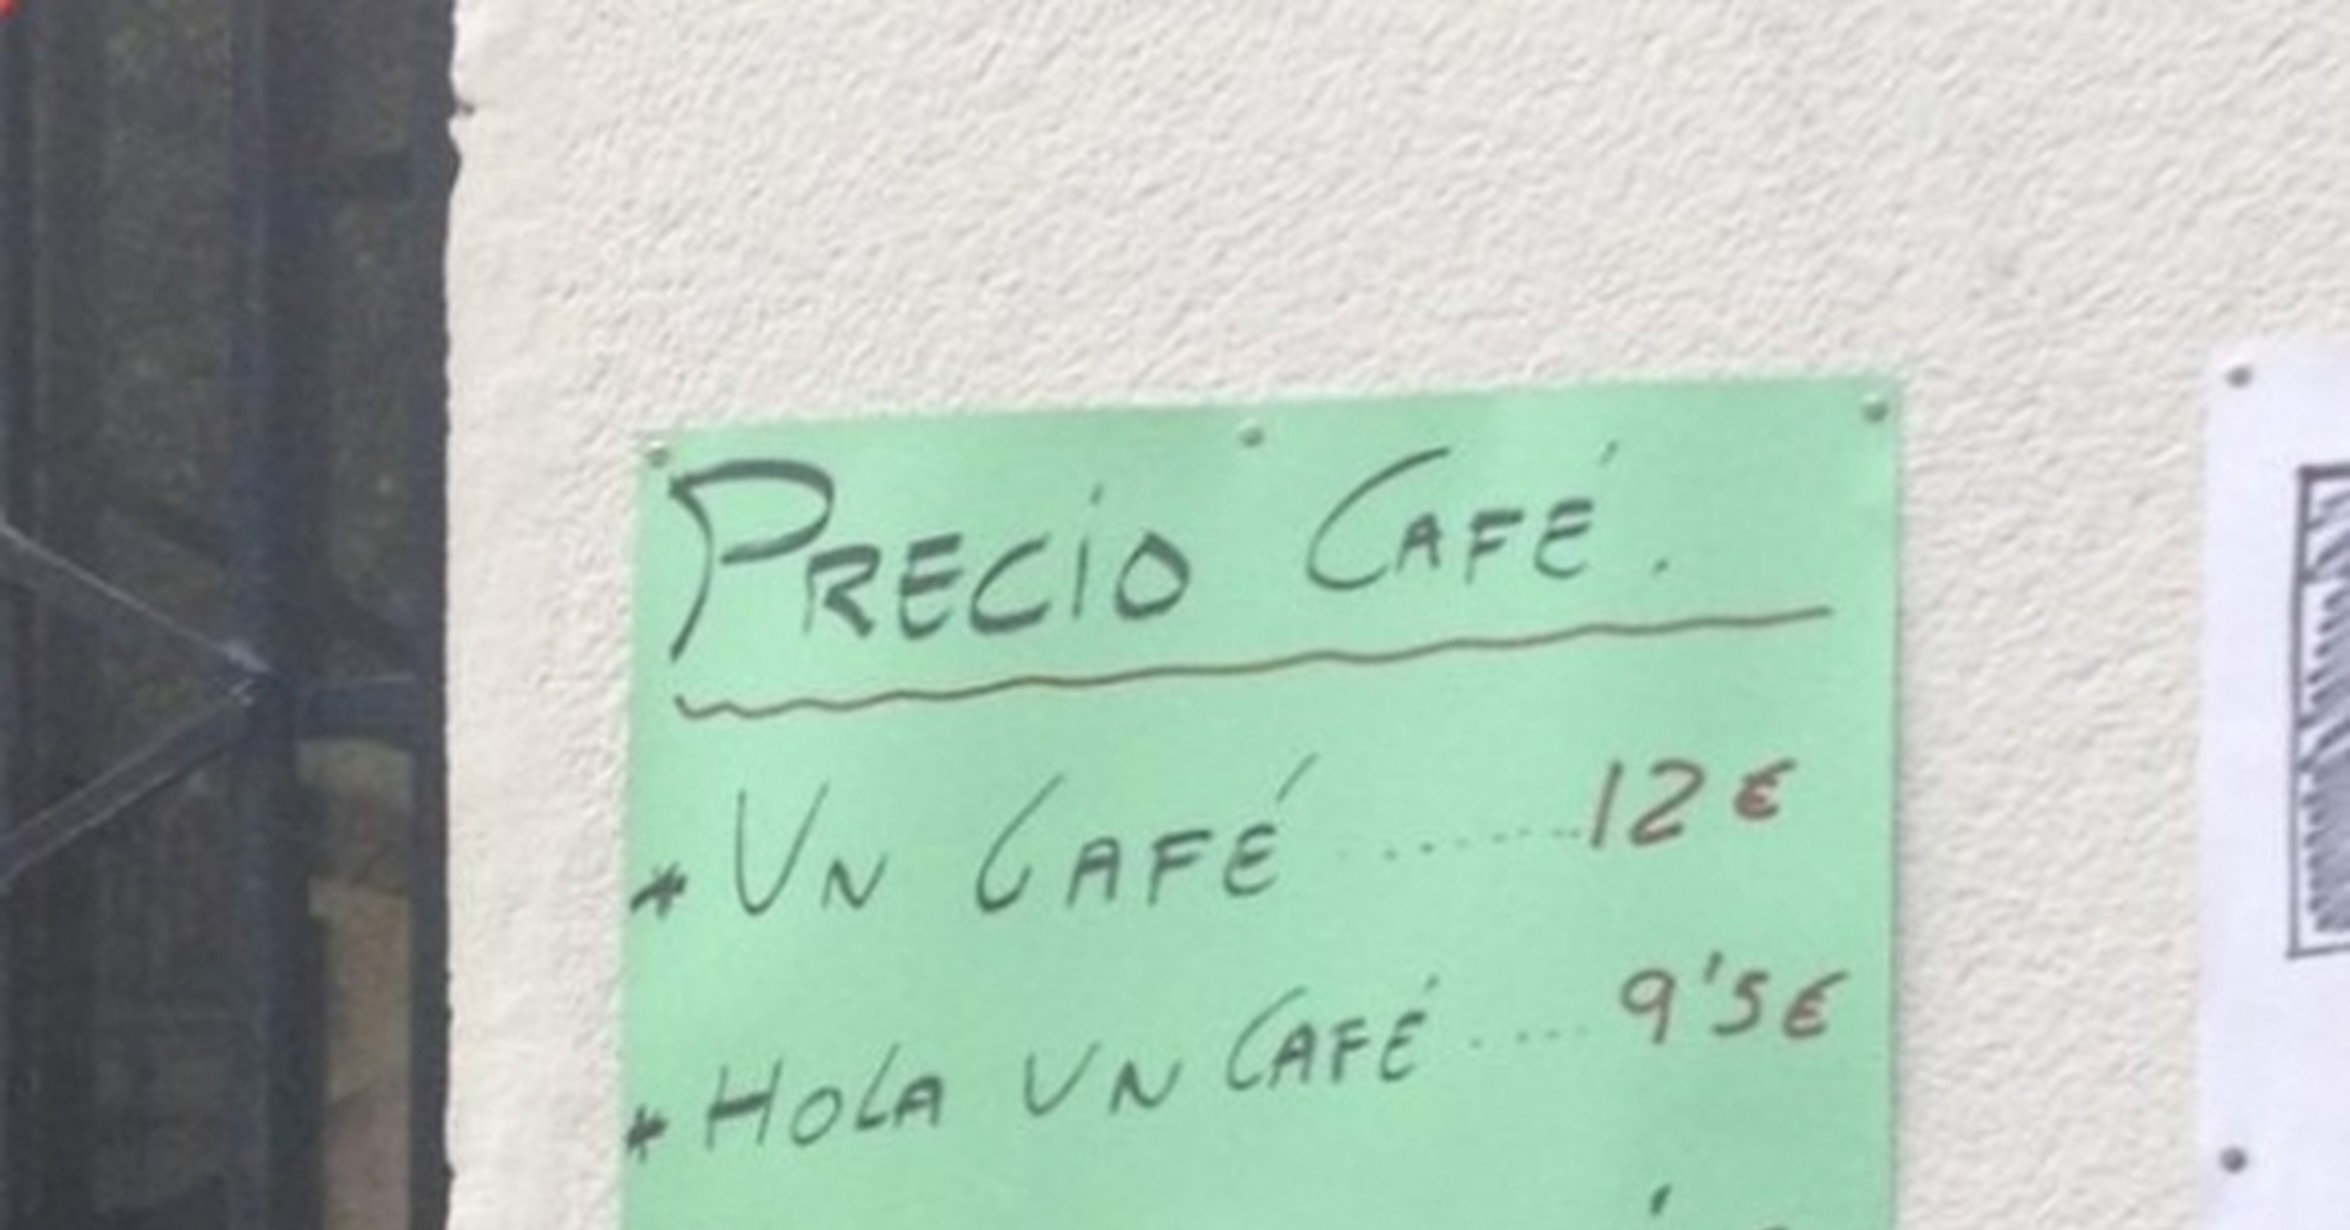 PRECIO CAFÉ.
* UN CAFÉ ........12 €
* HOLA UN CAFÉ .... 9'5 €